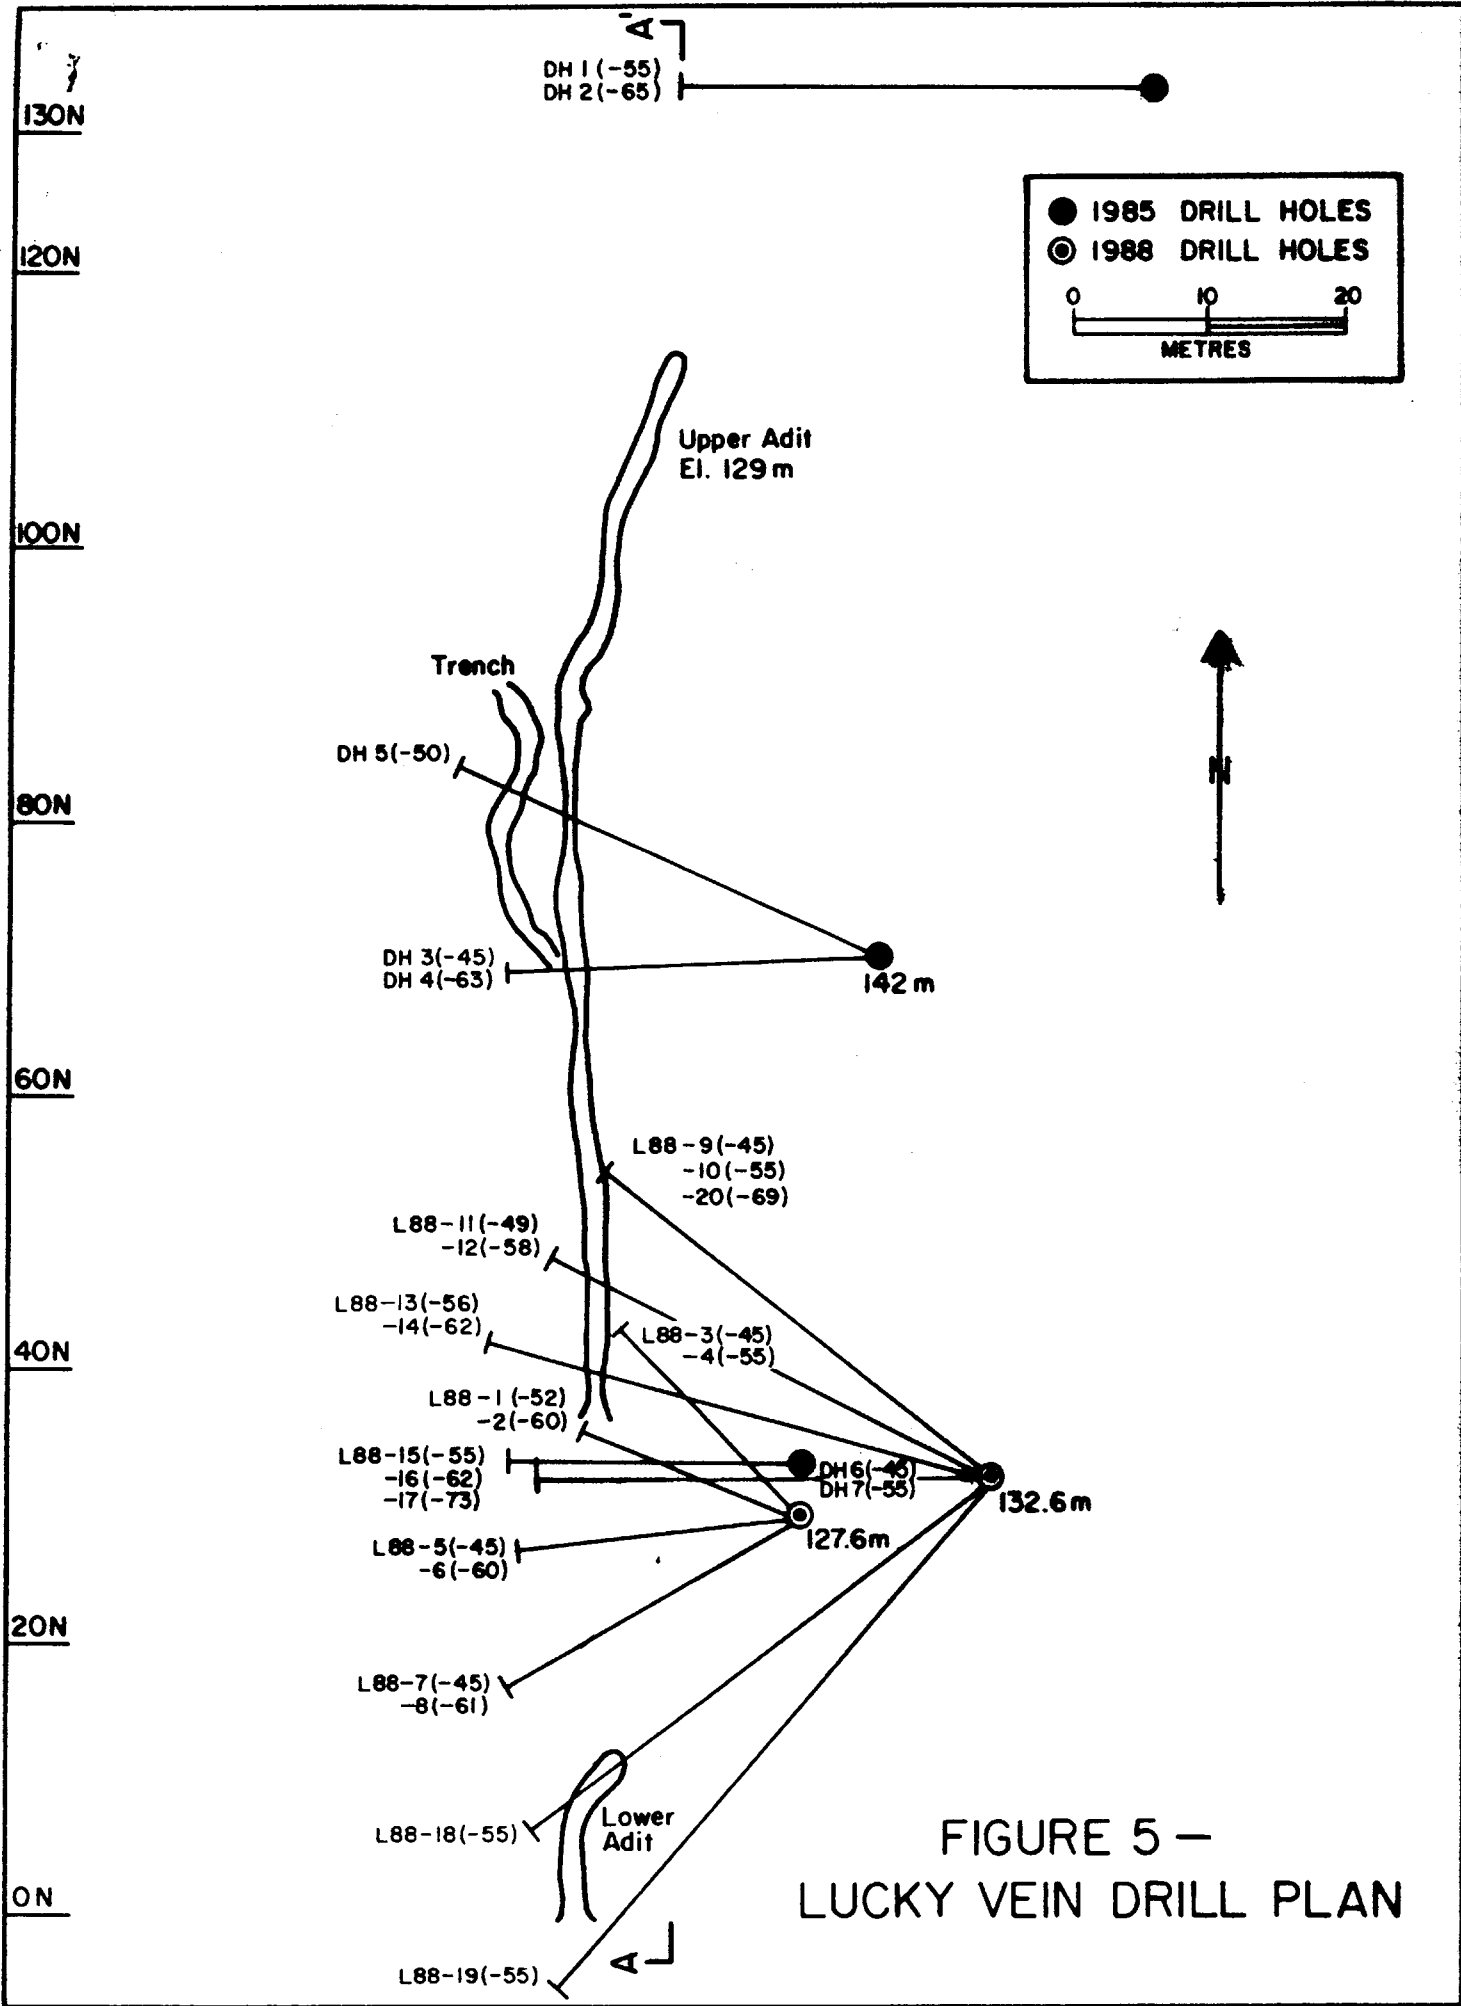 A'
DH 1 (-55)
DH 2 (-65)
130N
1985 DRILL HOLES
1988 DRILL HOLES
0 10 20
METRES
120N
Upper Adit
El. 129 m
100N
Trench
N
DH 5 (-50)
80N
DH 3 (-45)
DH 4 (-63)
142 m
60N
L88-9 (-45)
-10 (-55)
-20 (-69)
L88-11 (-49)
-12 (-58)
L88-13 (-56)
-14 (-62)
L88-3 (-45)
-4 (-55)
40N
L88-1 (-52)
-2 (-60)
L88-15 (-55)
-16 (-62)
-17 (-73)
DH 6 (-45)
DH 7 (-55)
132.6 m
127.6m
L88-5 (-45)
-6 (-60)
20N
L88-7 (-45)
-8 (-61)
L88-18 (-55)
Lower
Adit
FIGURE 5 —
LUCKY VEIN DRILL PLAN
0 N
A
L88-19 (-55)